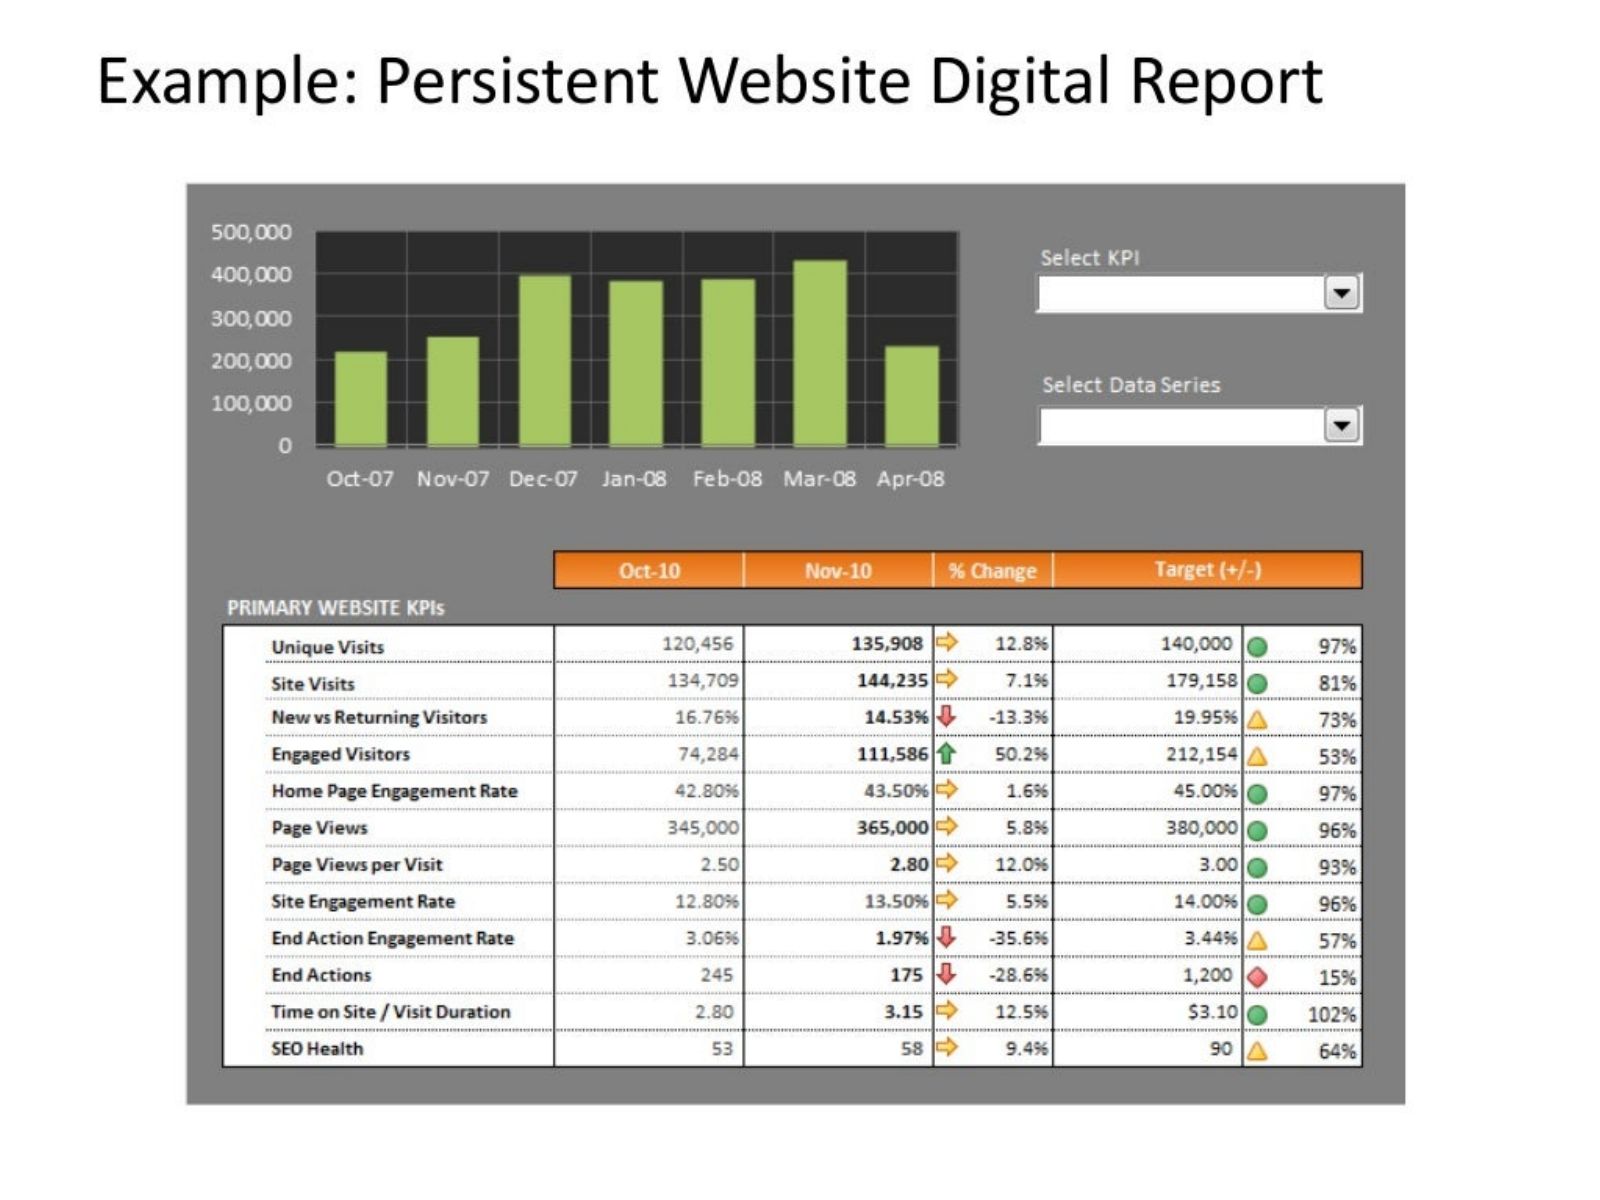 Example: Persistent Website Digital Report
500,000
400,000
300,000
200,000
100,000
0
Oct-07 Nov-07 Dec-07 Jan-08 Feb-08 Mar-08 Apr-08
Select KPI
Select Data Series
Oct-10 Nov-10 % Change Target (+/-)
PRIMARY WEBSITE KPIs
Unique Visits 120,456 135,908 12.8% 140,000 97%
Site Visits 134,709 144,235 7.1% 179,158 81%
New vs Returning Visitors 16.76% 14.53% -13.3% 19.95% 73%
Engaged Visitors 74,284 111,586 50.2% 212,154 53%
Home Page Engagement Rate 42.80% 43.50% 1.6% 45.00% 97%
Page Views 345,000 365,000 5.8% 380,000 96%
Page Views per Visit 2.50 2.80 12.0% 3.00 93%
Site Engagement Rate 12.80% 13.50% 5.5% 14.00% 96%
End Action Engagement Rate 3.06% 1.97% -35.6% 3.44% 57%
End Actions 245 175 -28.6% 1,200 15%
Time on Site / Visit Duration 2.80 3.15 12.5% $3.10 102%
SEO Health 53 58 9.4% 90 64%